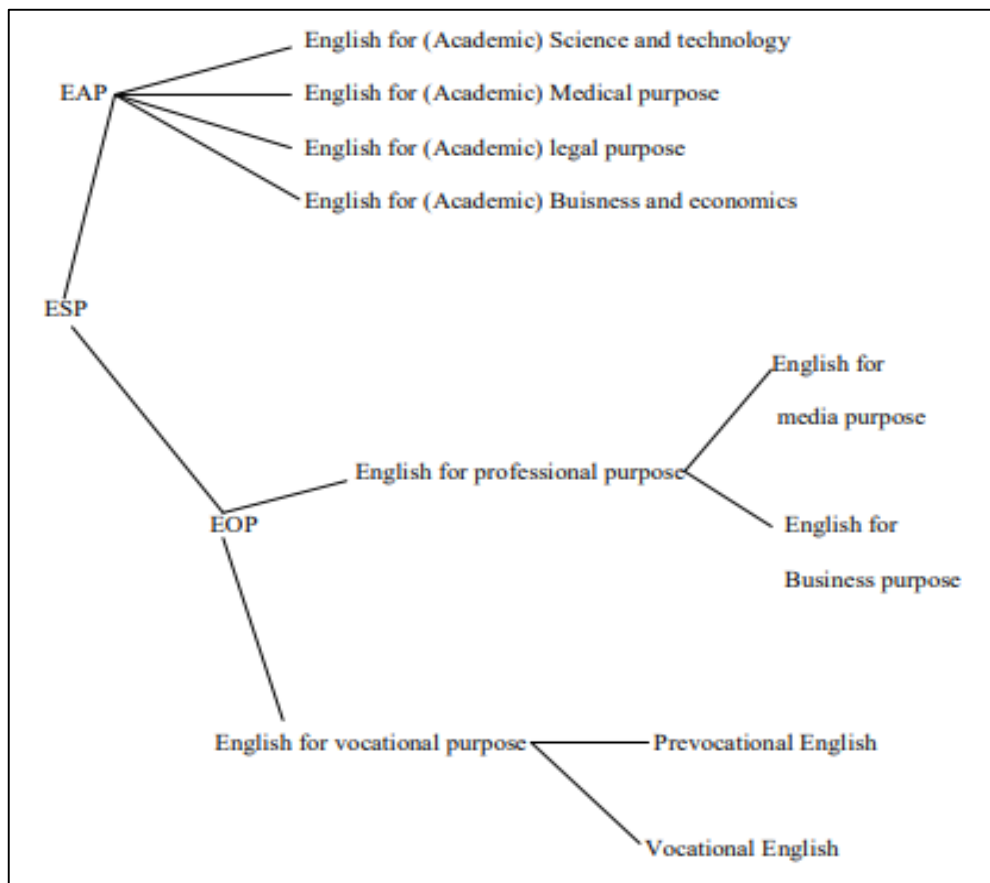 English for (Academic) Science and technology
EAP
English for (Academic) Medical purpose
English for (Academic) legal purpose
English for (Academic) Buisness and economics
ESP
English for
media purpose
English for professional purpose
EOP
English for
Business purpose
English for vocational purpose
Prevocational English
Vocational English